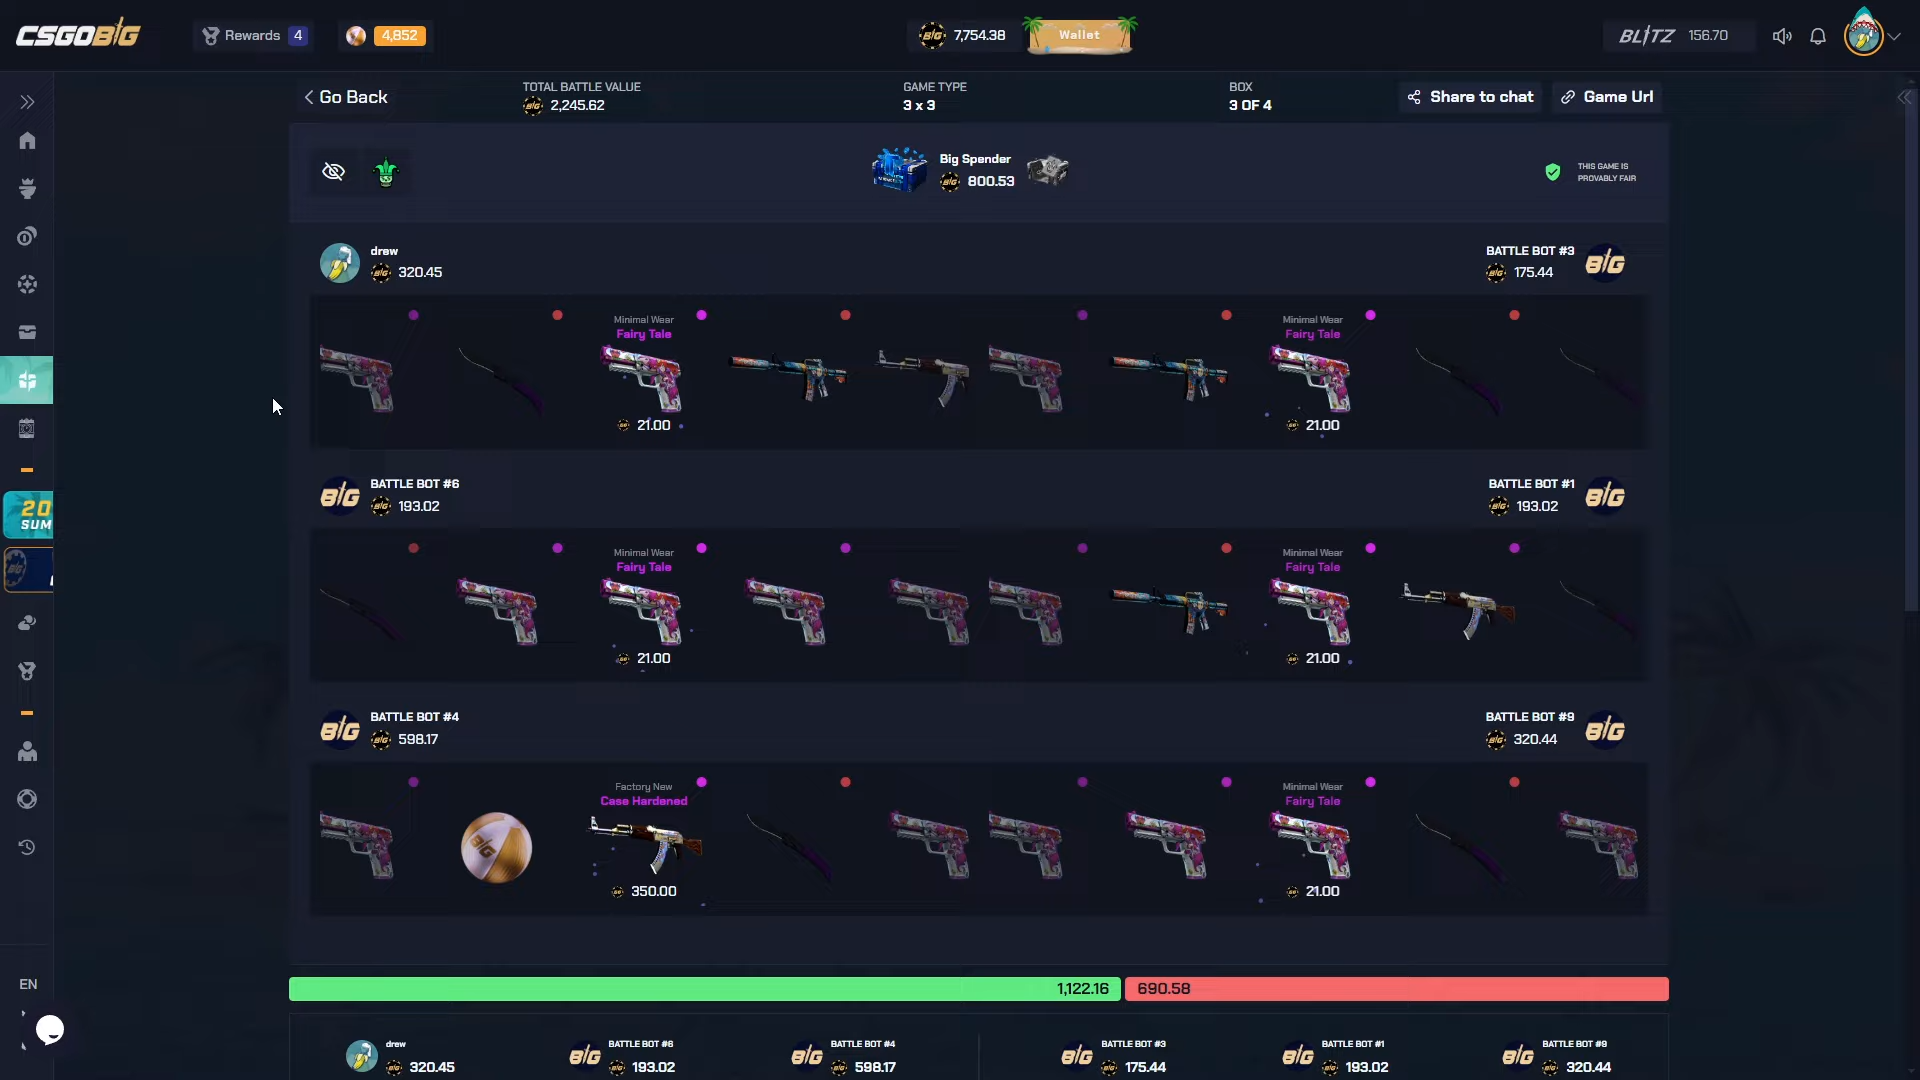 CSGOBIG
Rewards 4
4,852
7,754.38
Wallet
BLITZ 156.70
Go Back
TOTAL BATTLE VALUE
2,245.62
GAME TYPE
3 x 3
BOX
3 OF 4
Share to chat
Game Url
Big Spender
800.53
THIS GAME IS
PROVABLY FAIR
drew
320.45
BATTLE BOT #3
175.44
Minimal Wear
Fairy Tale
21.00
Minimal Wear
Fairy Tale
21.00
BATTLE BOT #6
193.02
BATTLE BOT #1
193.02
Minimal Wear
Fairy Tale
21.00
Minimal Wear
Fairy Tale
21.00
BATTLE BOT #4
598.17
BATTLE BOT #9
320.44
Factory New
Case Hardened
350.00
Minimal Wear
Fairy Tale
21.00
20
SUM
EN
1,122.16
690.58
drew
320.45
BATTLE BOT #6
193.02
BATTLE BOT #4
598.17
BATTLE BOT #3
175.44
BATTLE BOT #1
193.02
BATTLE BOT #9
320.44